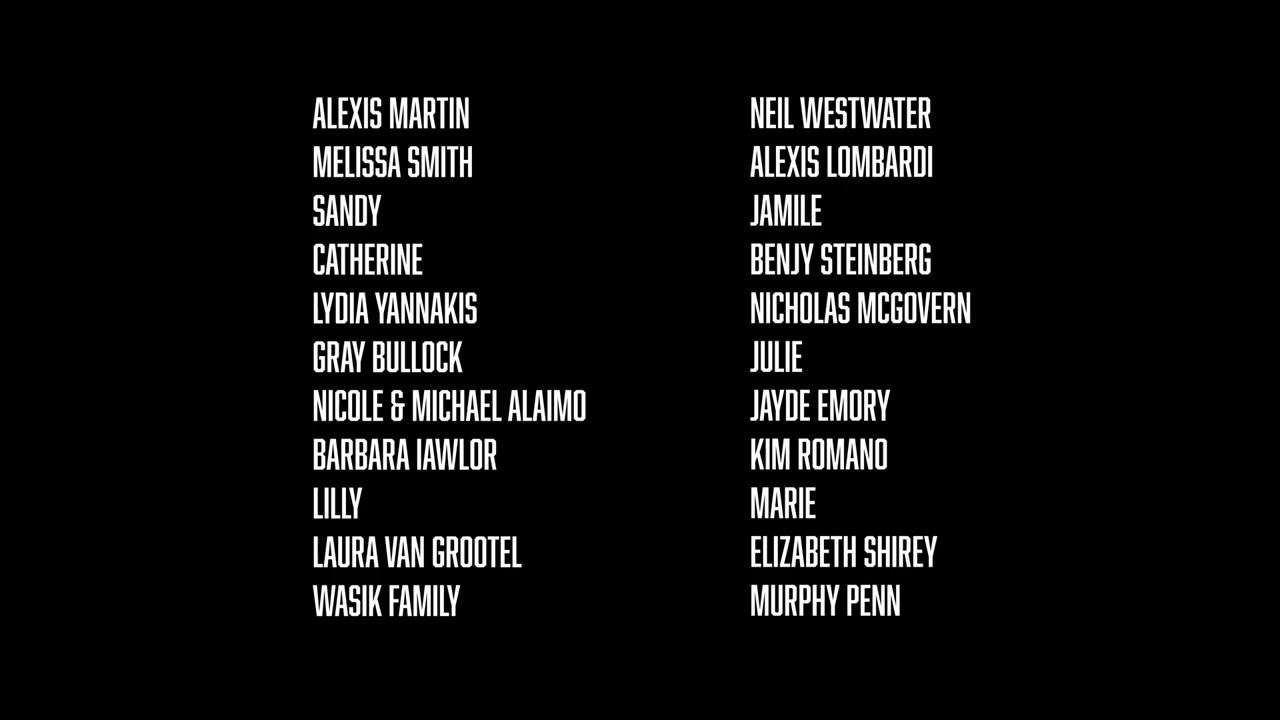 ALEXIS MARTIN
MELISSA SMITH
SANDY
CATHERINE
LYDIA YANNAKIS
GRAY BULLOCK
NICOLE & MICHAEL ALAIMO
BARBARA IAWLOR
LILLY
LAURA VAN GROOTEL
WASIK FAMILY
NEIL WESTWATER
ALEXIS LOMBARDI
JAMILE
BENJY STEINBERG
NICHOLAS MCGOVERN
JULIE
JAYDE EMORY
KIM ROMANO
MARIE
ELIZABETH SHIREY
MURPHY PENN